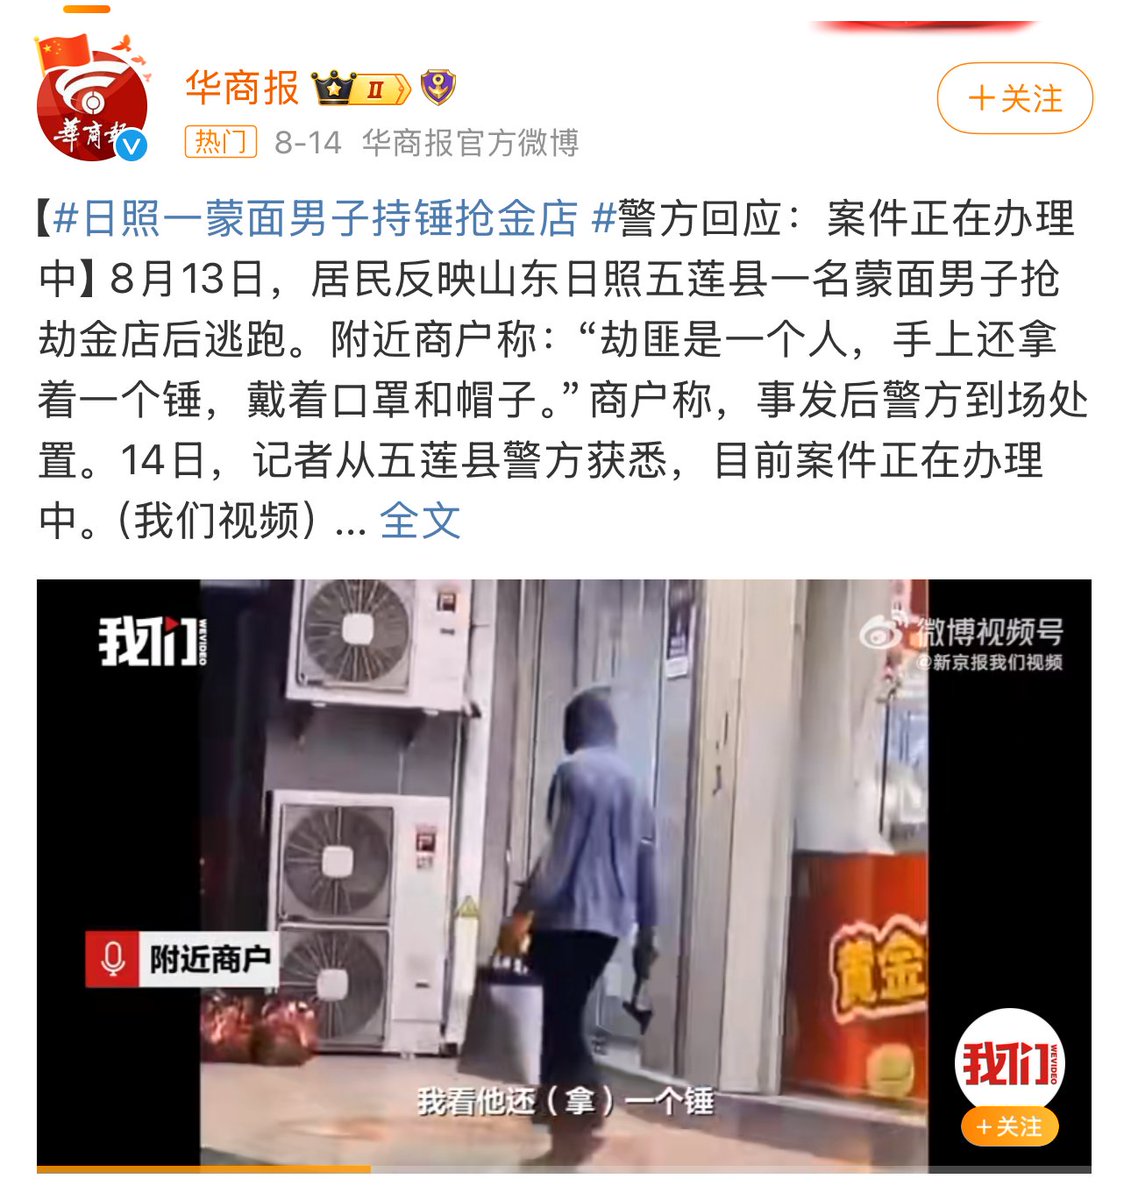 华商报 II
+关注
热门 8-14 华商报官方微博
華商報
【#日照一蒙面男子持锤抢金店 #警方回应：案件正在办理
中】8月13日，居民反映山东日照五莲县一名蒙面男子抢
劫金店后逃跑。附近商户称：“劫匪是一个人，手上还拿
着一个锤，戴着口罩和帽子。”商户称，事发后警方到场处
置。14日，记者从五莲县警方获悉，目前案件正在办理
中。（我们视频）... 全文
我们 WEVIDEO
微博视频号
@新京报我们视频
附近商户
黄金
我看他还（拿）一个锤
我们 WEVIDEO
+关注